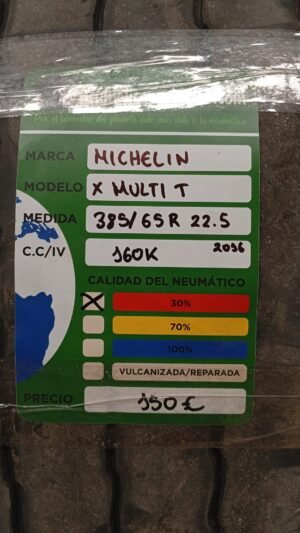 Por el bienestar del planeta dale más vida a tu neumático
MARCA MICHELIN
MODELO X MULTI T
MEDIDA 385/65R 22.5
C.C/IV 160K 2036
CALIDAD DEL NEUMÁTICO
X 30%
70%
100%
VULCANIZADA/REPARADA
PRECIO 150€